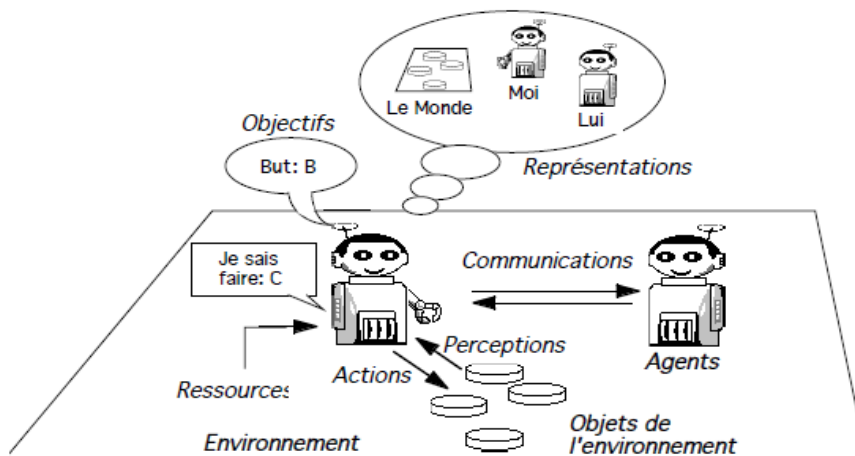 Le Monde
Moi
Lui
Objectifs
But: B
Représentations
Je sais
faire: C
Communications
Perceptions
Agents
Ressources
Actions
Environnement
Objets de
l'environnement